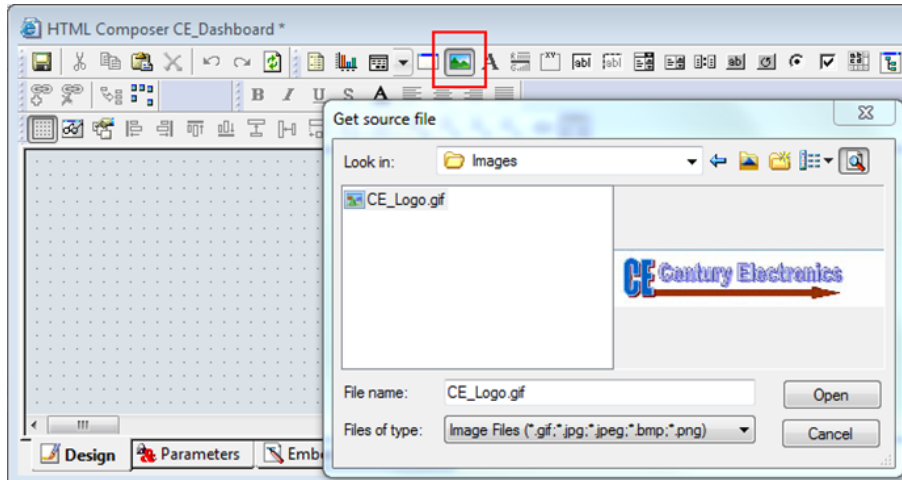 HTML Composer CE_Dashboard *
B I U S A
Get source file
Look in: Images
CE_Logo.gif
CE Century Electronics
File name: CE_Logo.gif Open
Files of type: Image Files (*.gif;*.jpg;*.jpeg;*.bmp;*.png) Cancel
Design Parameters Emb